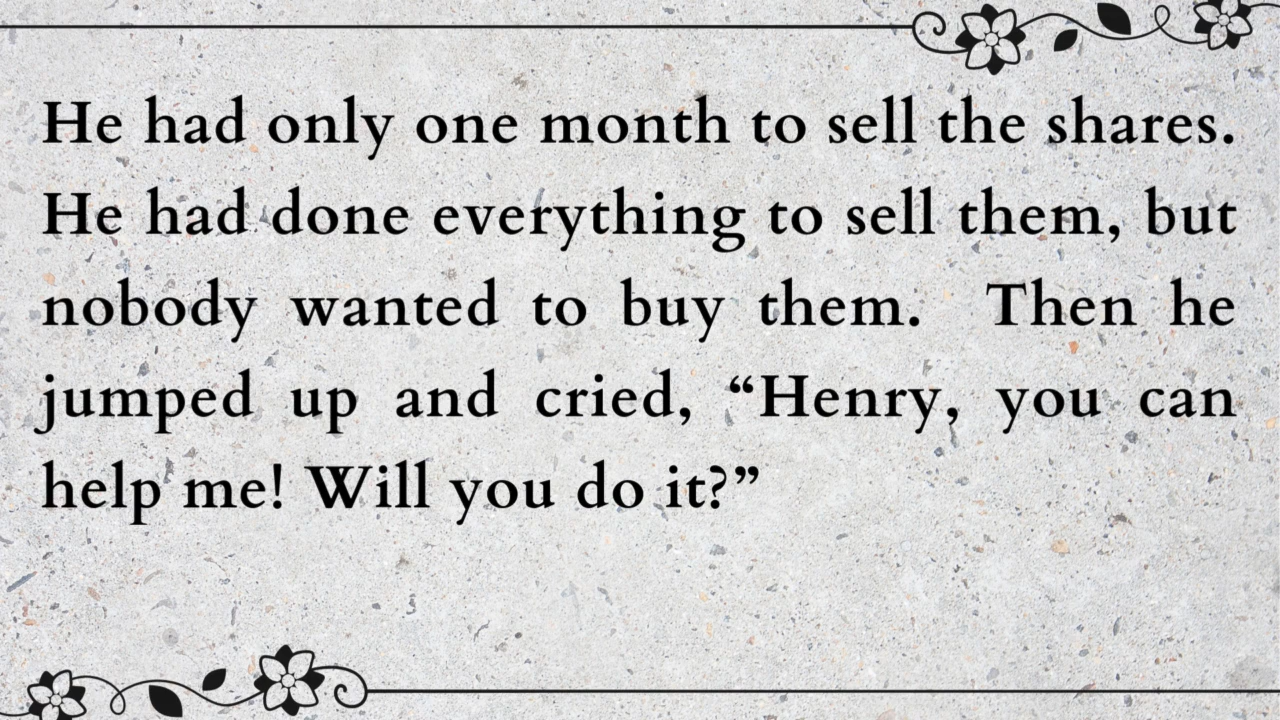 He had only one month to sell the shares.
He had done everything to sell them, but
nobody wanted to buy them.  Then he
jumped up and cried, “Henry, you can
help me! Will you do it?”